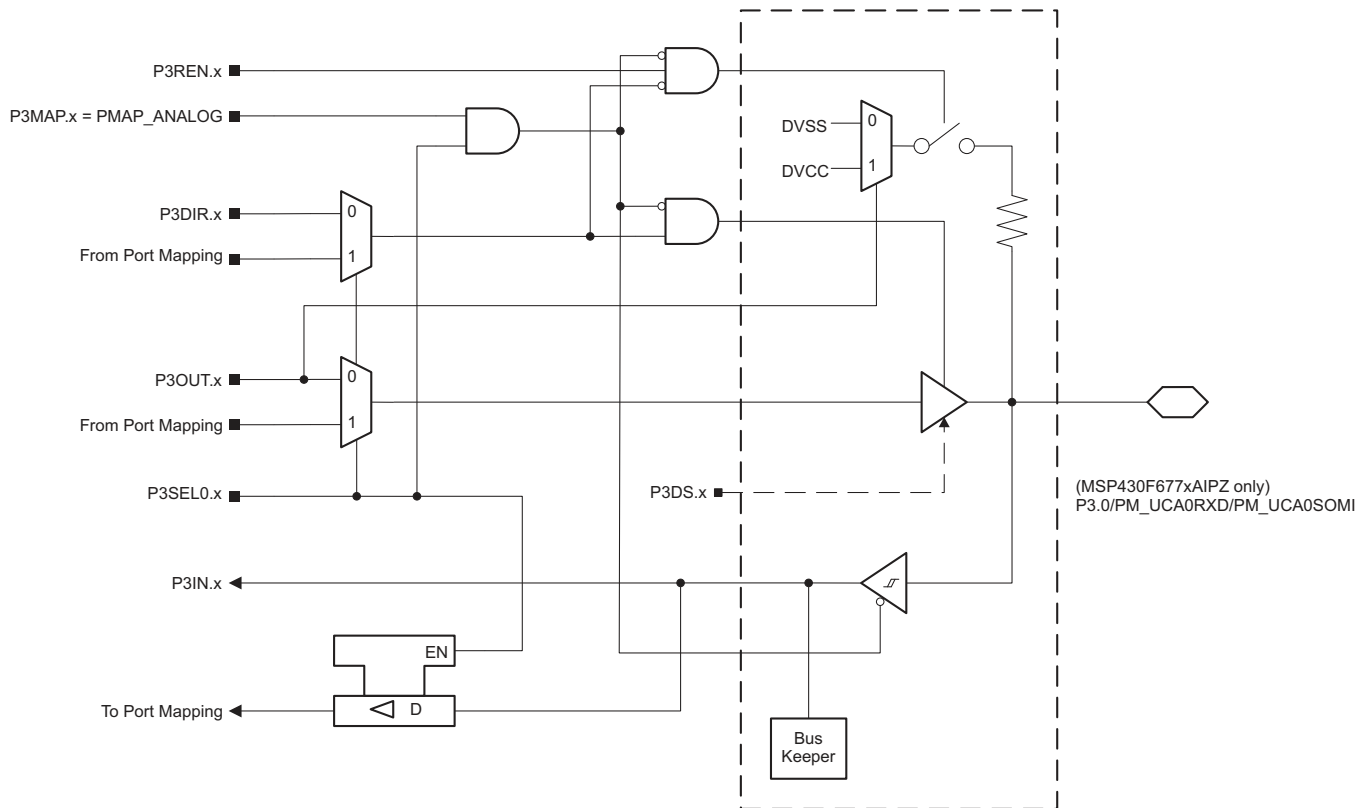 P3REN.x
P3MAP.x = PMAP_ANALOG
DVSS
0
DVCC
1
P3DIR.x
0
From Port Mapping
1
P3OUT.x
0
From Port Mapping
1
P3SEL0.x
P3DS.x
(MSP430F677xAIPZ only)
P3.0/PM_UCA0RXD/PM_UCA0SOMI
P3IN.x
EN
To Port Mapping
D
Bus
Keeper